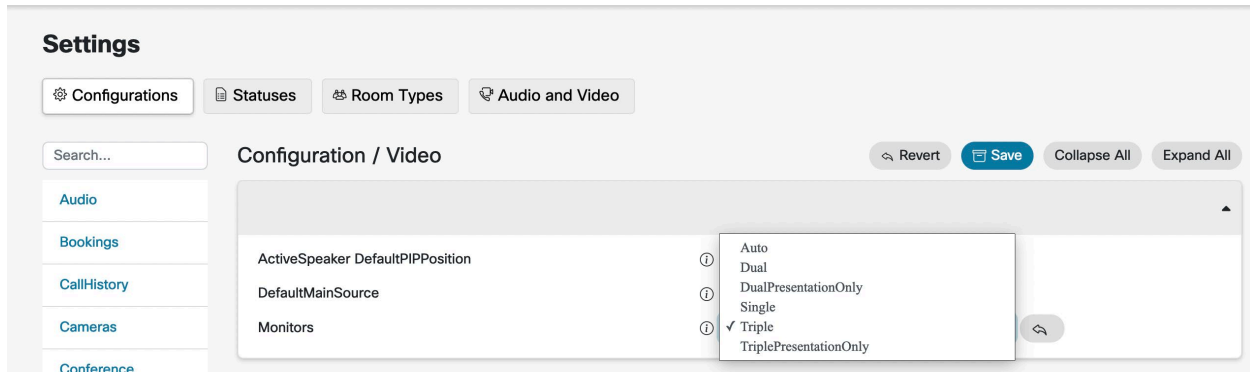 Settings
Configurations
Statuses
Room Types
Audio and Video
Search...
Configuration / Video
Revert
Save
Collapse All
Expand All
Audio
Bookings
CallHistory
Cameras
Conference
ActiveSpeaker DefaultPIPPosition
DefaultMainSource
Monitors
Auto
Dual
DualPresentationOnly
Single
✓ Triple
TriplePresentationOnly